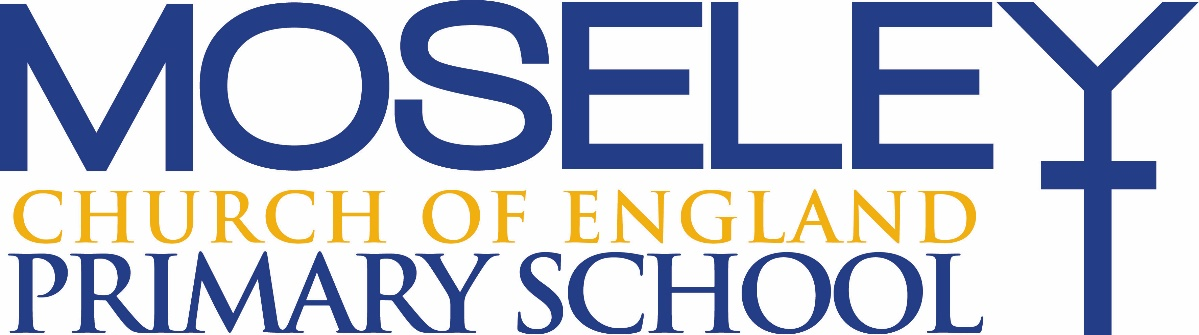 MOSELEY
CHURCH OF ENGLAND
PRIMARY SCHOOL